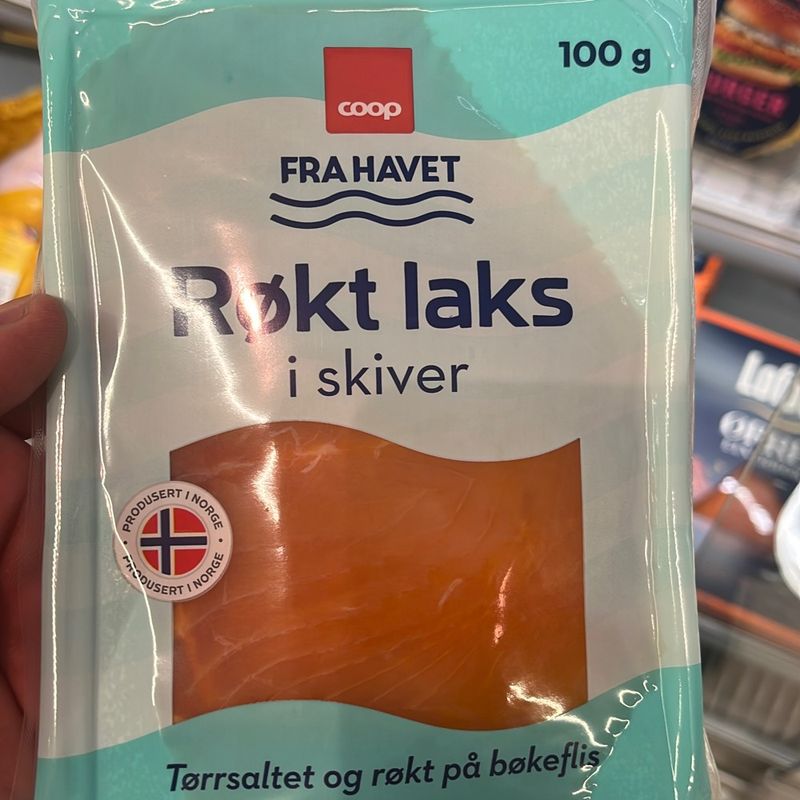 100 g
coop
FRA HAVET
Røkt laks
i skiver
PRODUSERT I NORGE
PRODUSERT I NORGE
Tørrsaltet og røkt på bøkeflis